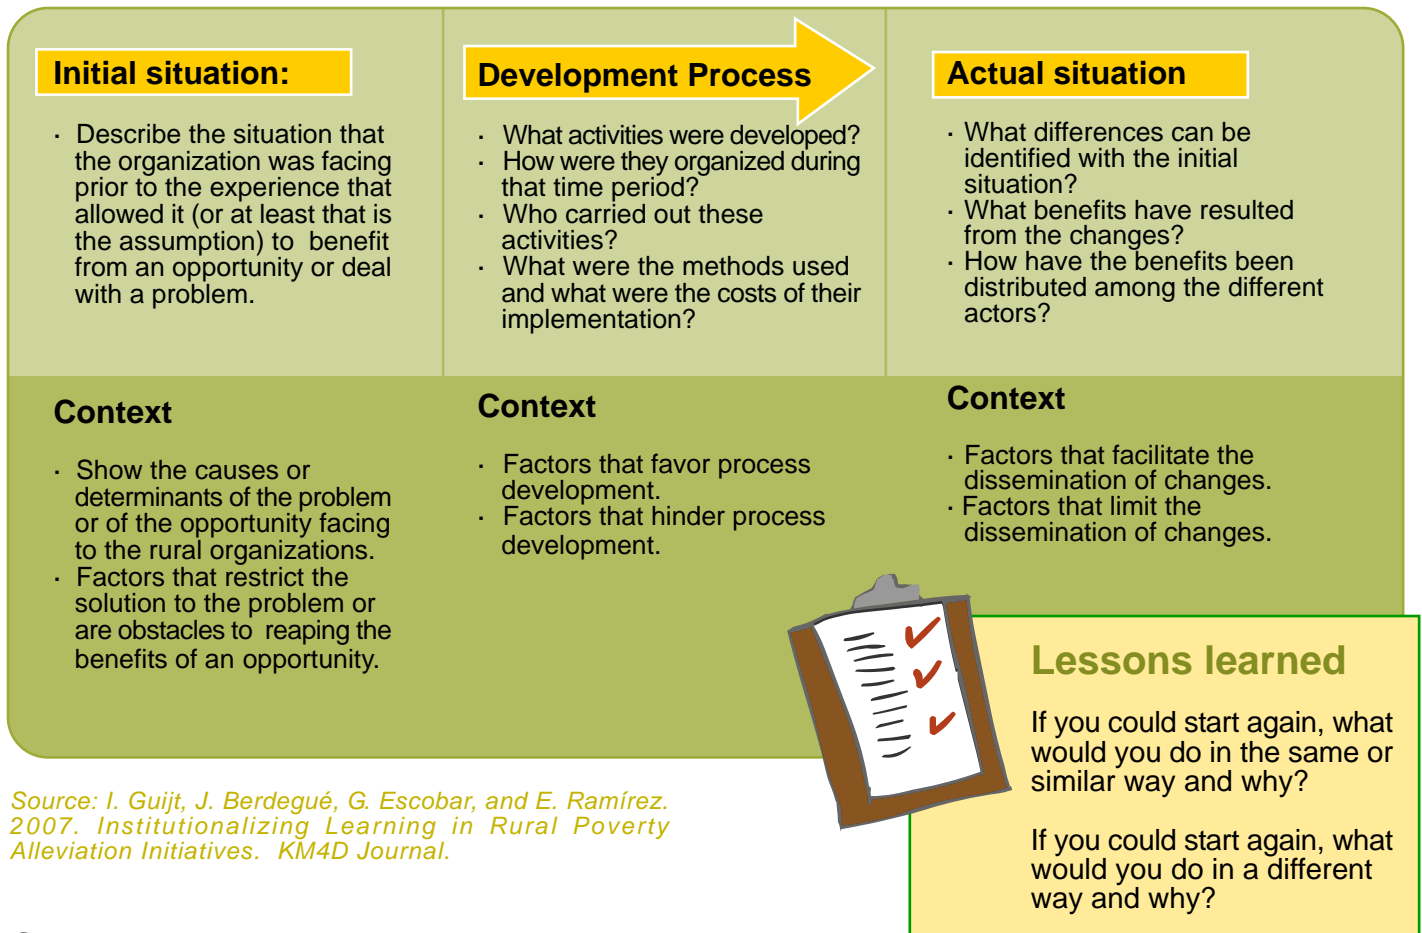 Initial situation:
· Describe the situation that
the organization was facing
prior to the experience that
allowed it (or at least that is
the assumption) to benefit
from an opportunity or deal
with a problem.
Development Process
· What activities were developed?
· How were they organized during
that time period?
· Who carried out these
activities?
· What were the methods used
and what were the costs of their
implementation?
Actual situation
· What differences can be
identified with the initial
situation?
· What benefits have resulted
from the changes?
· How have the benefits been
distributed among the different
actors?
Context
· Show the causes or
determinants of the problem
or of the opportunity facing
to the rural organizations.
· Factors that restrict the
solution to the problem or
are obstacles to reaping the
benefits of an opportunity.
Context
· Factors that favor process
development.
· Factors that hinder process
development.
Context
· Factors that facilitate the
dissemination of changes.
· Factors that limit the
dissemination of changes.
Lessons learned
If you could start again, what
would you do in the same or
similar way and why?
If you could start again, what
would you do in a different
way and why?
Source: I. Guijt, J. Berdegué, G. Escobar, and E. Ramírez.
2007. Institutionalizing Learning in Rural Poverty
Alleviation Initiatives. KM4D Journal.